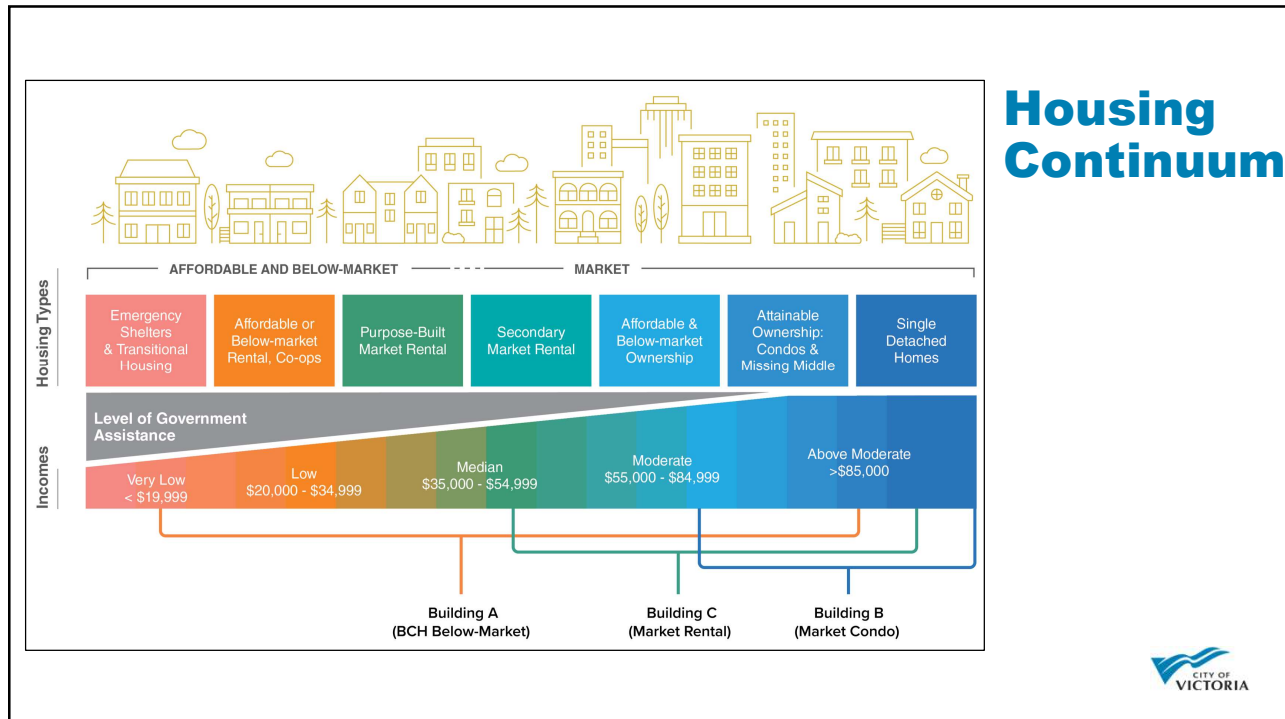 Housing
Continuum
AFFORDABLE AND BELOW-MARKET
MARKET
Housing Types
Emergency
Shelters
& Transitional
Housing
Affordable or
Below-market
Rental, Co-ops
Purpose-Built
Market Rental
Secondary
Market Rental
Affordable &
Below-market
Ownership
Attainable
Ownership:
Condos &
Missing Middle
Single
Detached
Homes
Level of Government
Assistance
Incomes
Very Low
< $19,999
Low
$20,000 - $34,999
Median
$35,000 - $54,999
Moderate
$55,000 - $84,999
Above Moderate
>$85,000
Building A
(BCH Below-Market)
Building C
(Market Rental)
Building B
(Market Condo)
CITY OF
VICTORIA